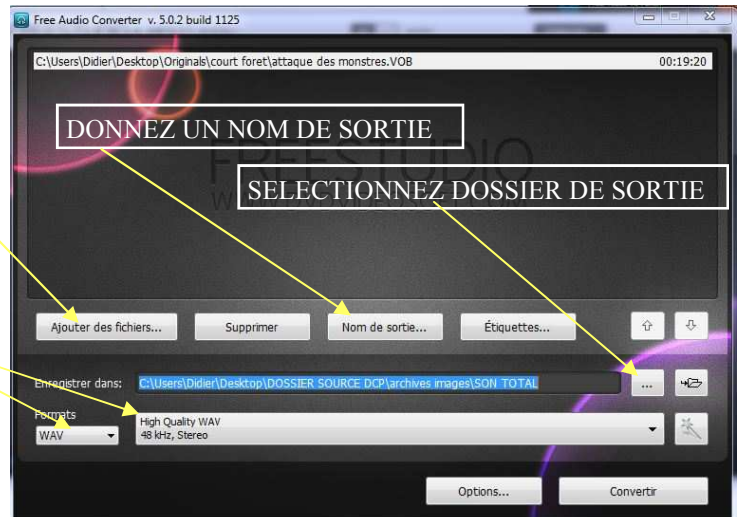 Free Audio Converter v. 5.0.2 build 1125
C:\Users\Didier\Desktop\Originals\court foret\attaque des monstres.VOB 00:19:20
DONNEZ UN NOM DE SORTIE
FREESTUDIO
SELECTIONNEZ DOSSIER DE SORTIE
Ajouter des fichiers... Supprimer Nom de sortie... Étiquettes...
Enregistrer dans: C:\Users\Didier\Desktop\DOSSIER SOURCE DCP\archives images\SON TOTAL ...
Formats
WAV
High Quality WAV
48 kHz, Stereo
Options... Convertir